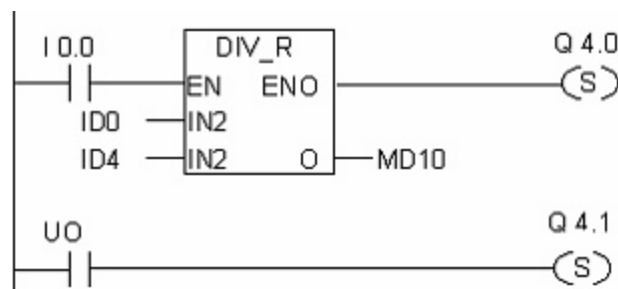 I 0.0 DIV_R Q 4.0
EN ENO (S)
ID0 IN2
ID4 IN2 O MD10
UO Q 4.1
(S)